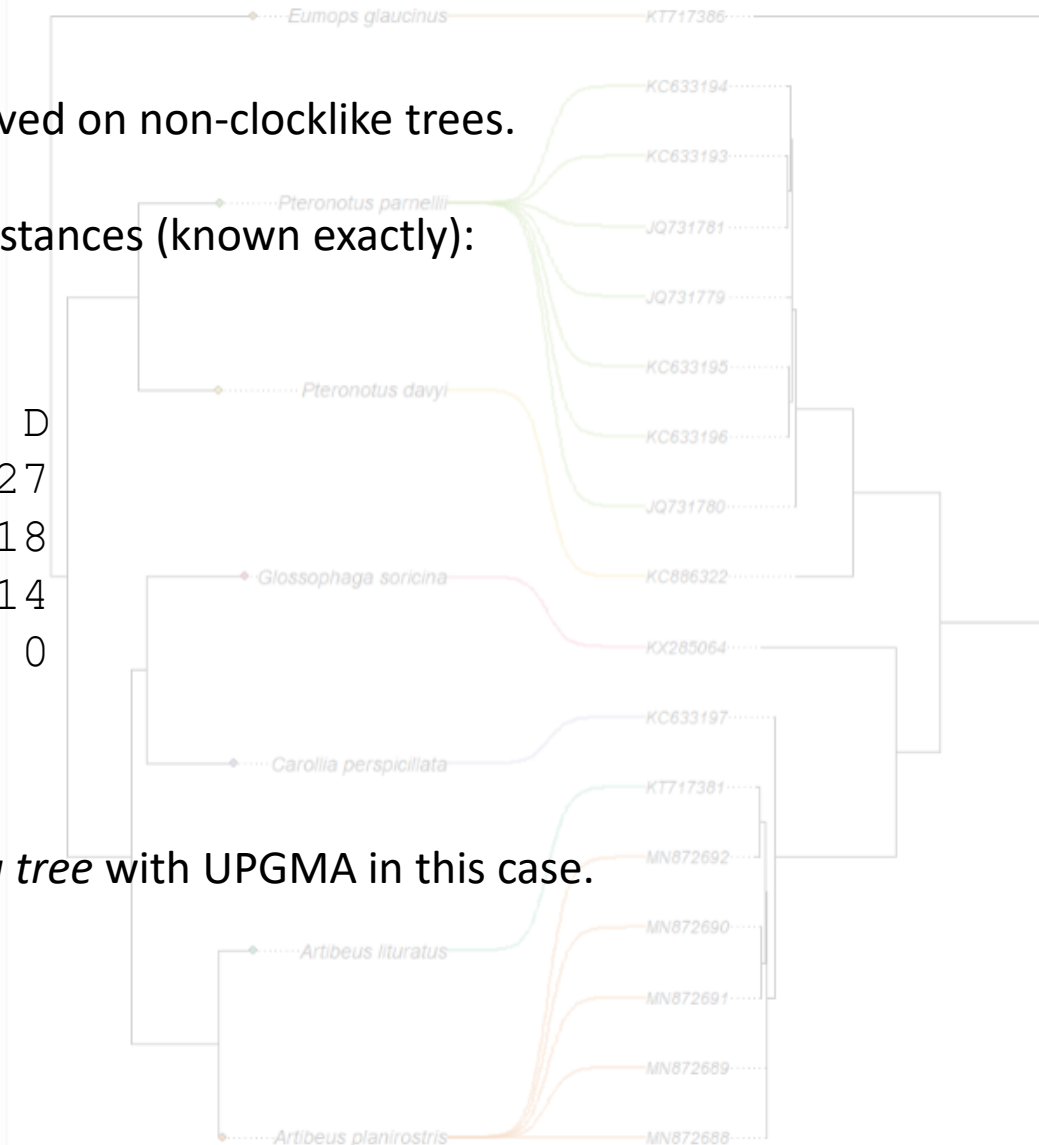 Eumops glaucinus KT717386
KC633194
ved on non-clocklike trees.
KC633193
Pteronotus parnellii
JQ731781
stances (known exactly):
JQ731779
KC633195
Pteronotus davyi
D
KC633196
27
JQ731780
18
Glossophaga soricina KC886322
14
0
KX285064
KC633197
Carollia perspicillata
KT717381
tree with UPGMA in this case.
MN872692
MN872690
Artibeus lituratus
MN872691
MN872689
Artibeus planirostris MN872688